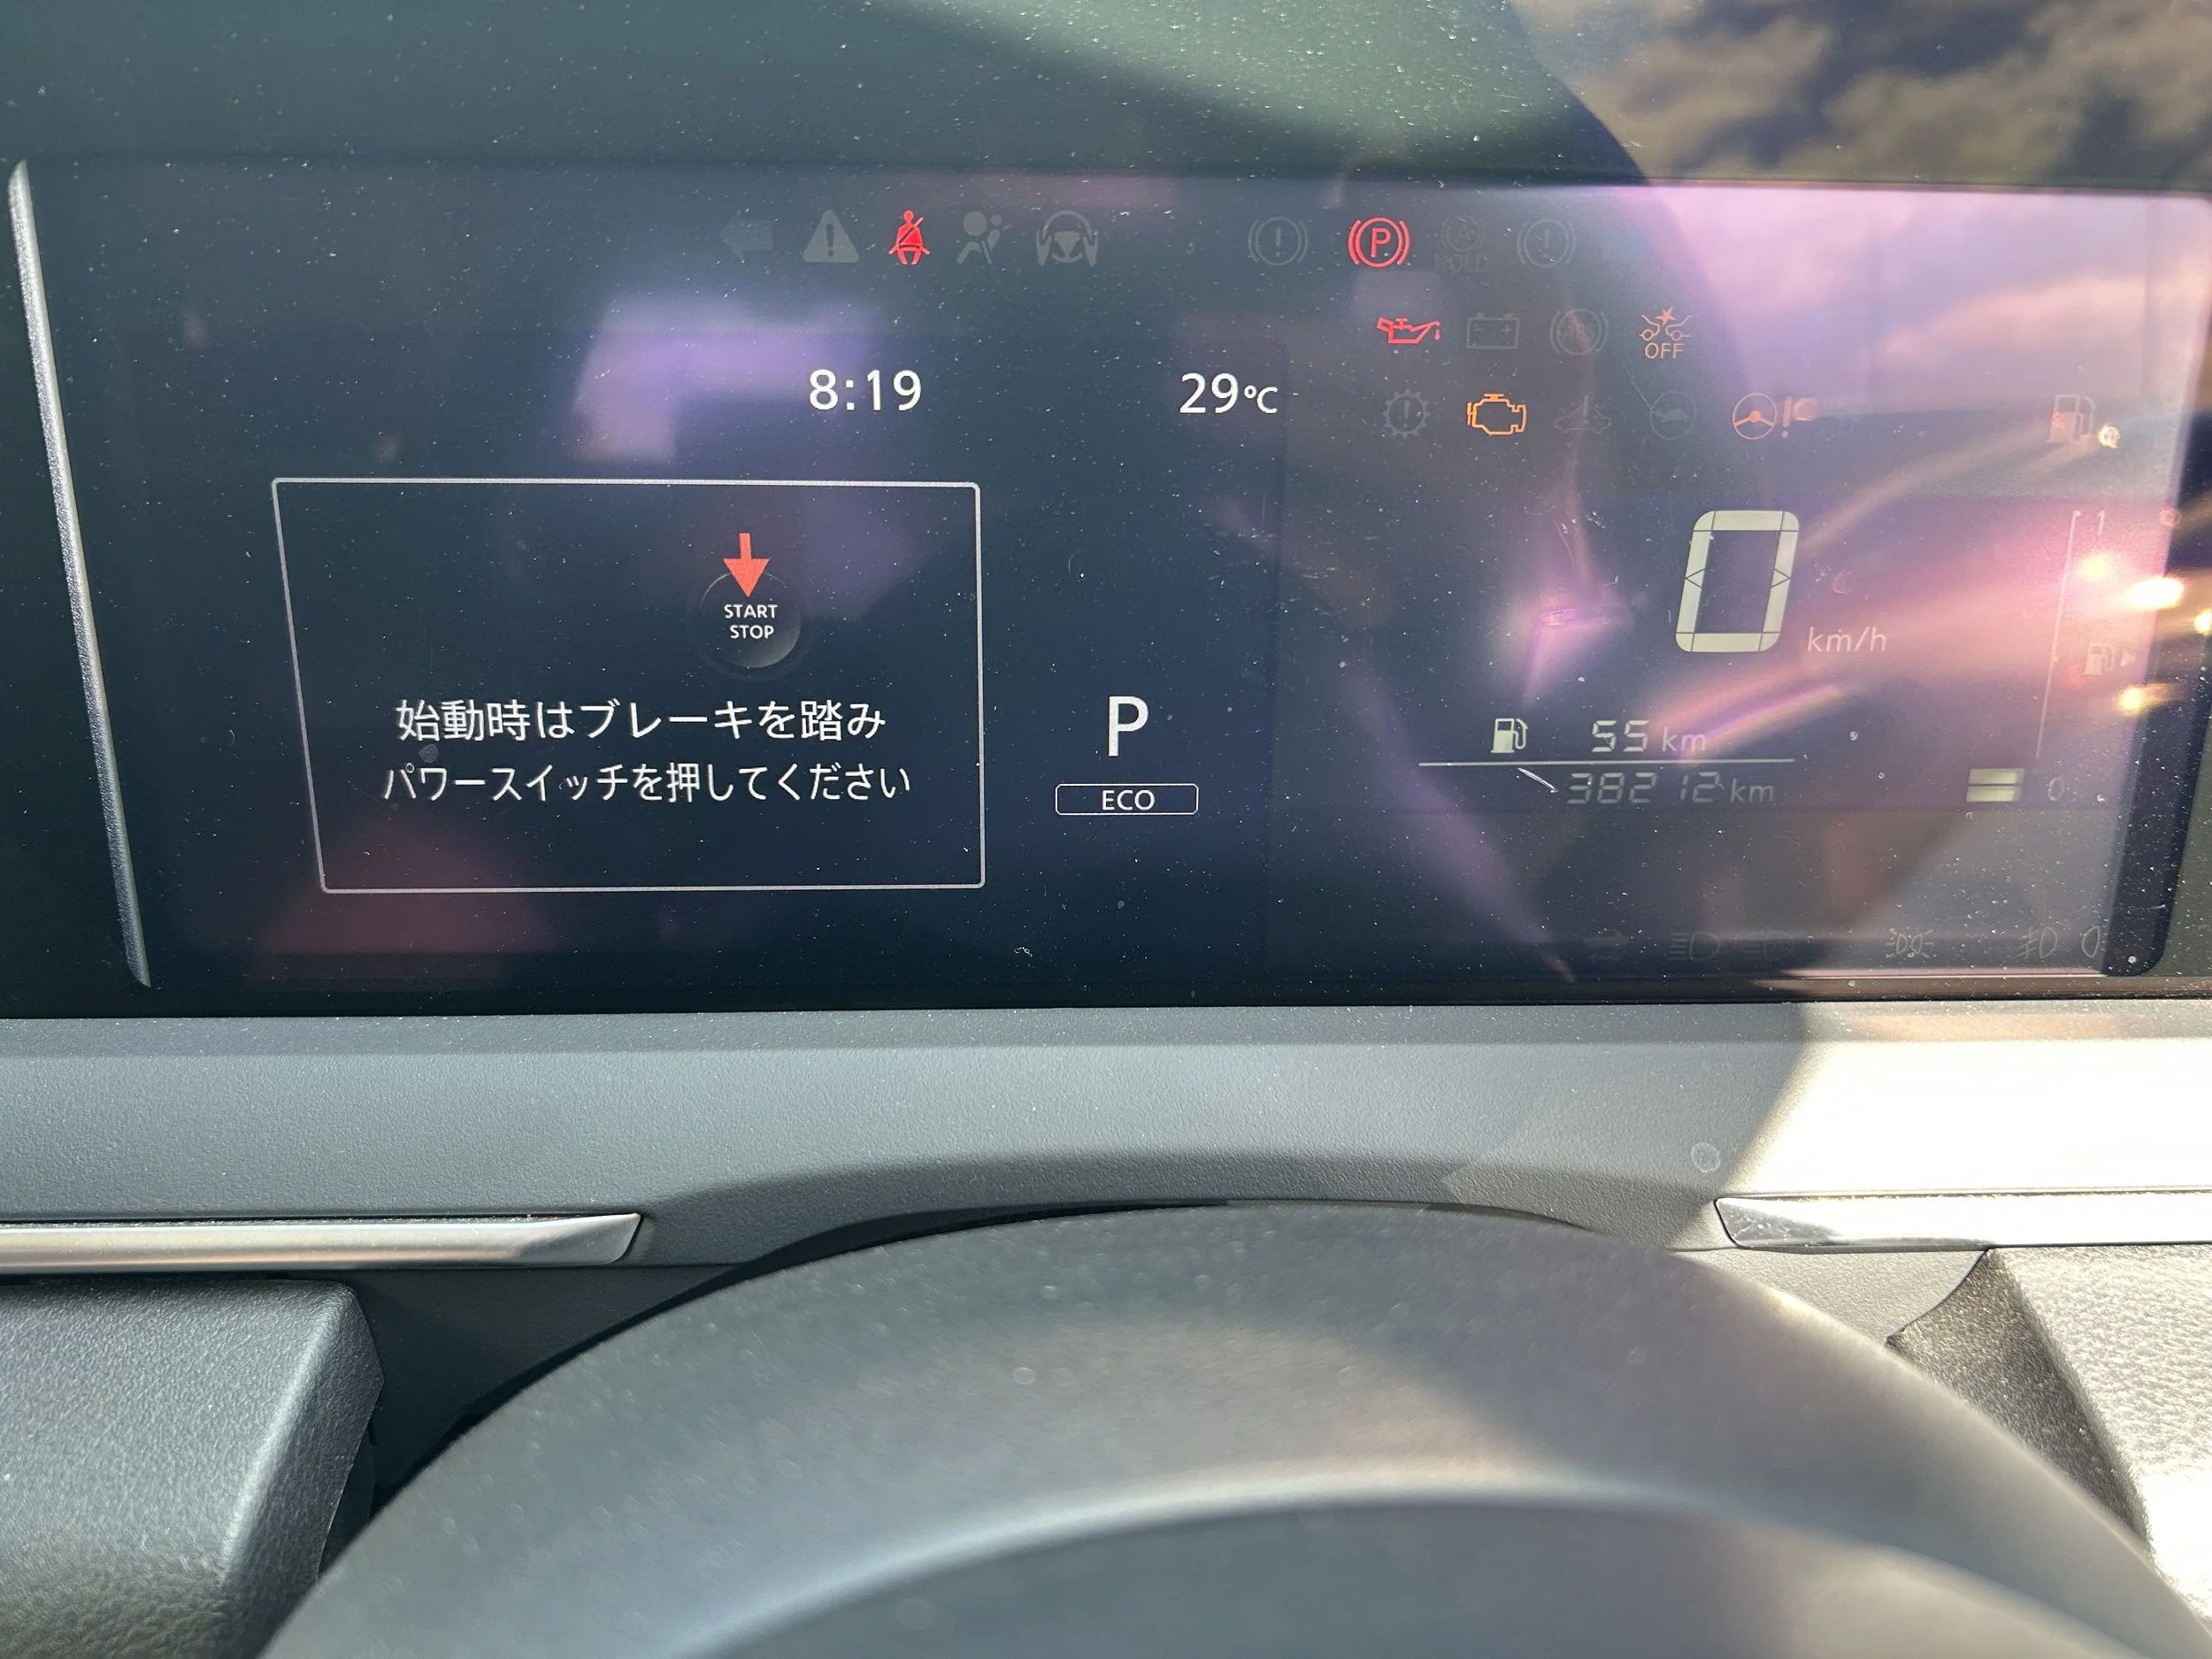 P
OFF
8:19
29℃
START
STOP
始動時はブレーキを踏み
パワースイッチを押してください
P
ECO
0
km/h
55 km
38212 km
1
0